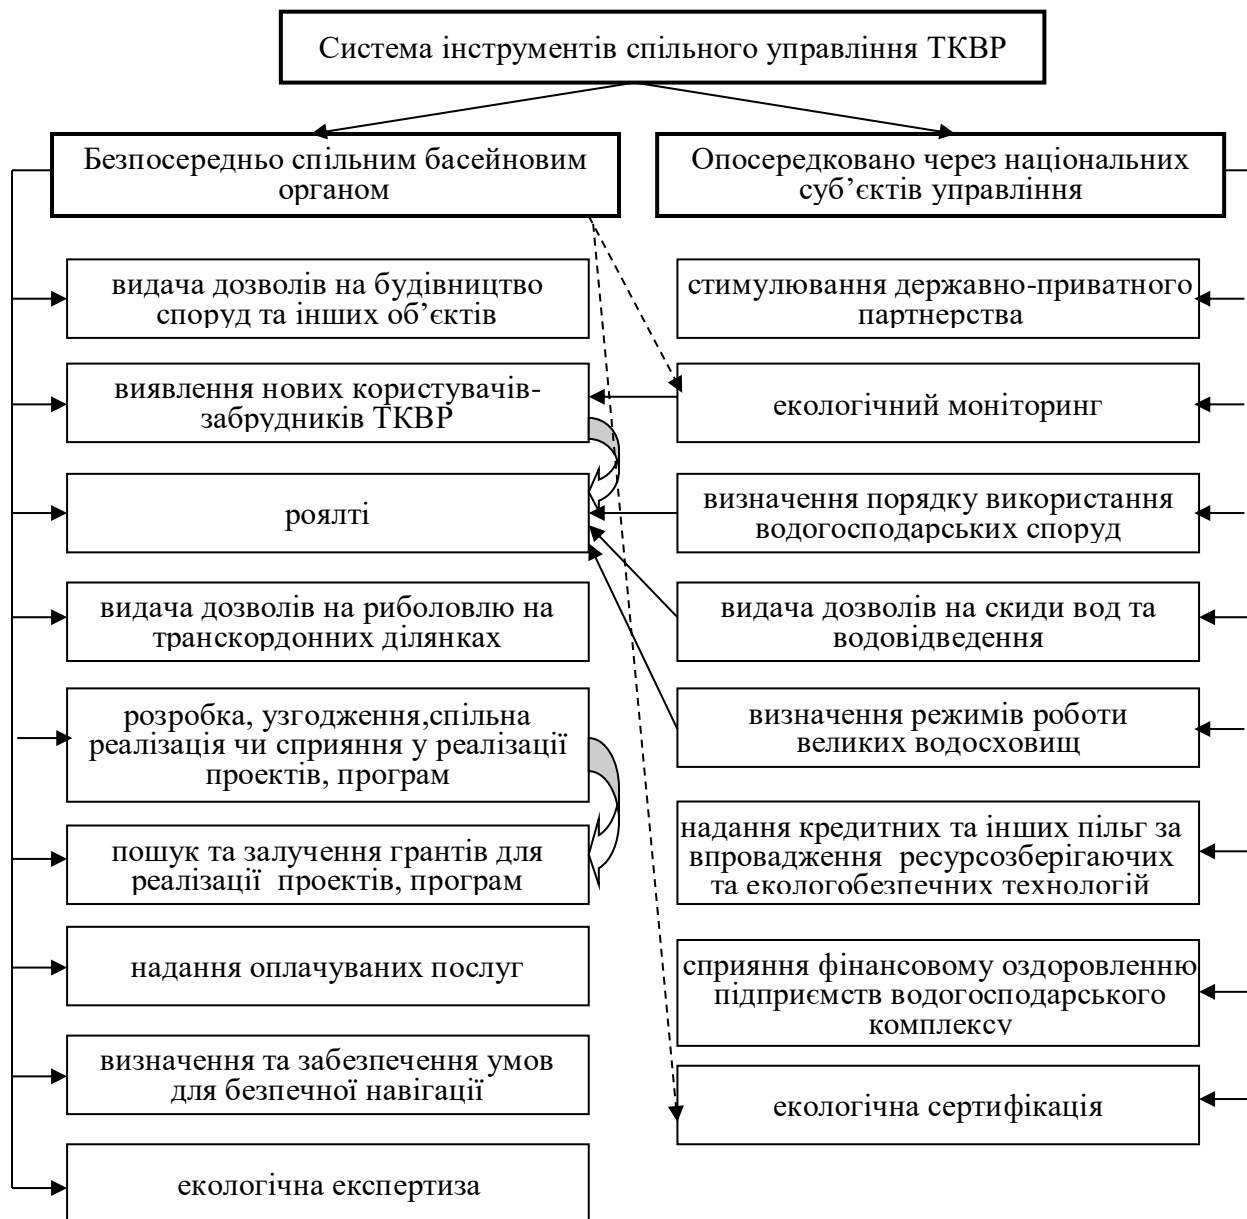 Система інструментів спільного управління ТКВР
Безпосередньо спільним басейновим
органом
Опосередковано через національних
суб’єктів управління
видача дозволів на будівництво
споруд та інших об’єктів
виявлення нових користувачів-
забрудників ТКВР
роялті
видача дозволів на риболовлю на
транскордонних ділянках
розробка, узгодження,спільна
реалізація чи сприяння у реалізації
проектів, програм
пошук та залучення грантів для
реалізації проектів, програм
надання оплачуваних послуг
визначення та забезпечення умов
для безпечної навігації
екологічна експертиза
стимулювання державно-приватного
партнерства
екологічний моніторинг
визначення порядку використання
водогосподарських споруд
видача дозволів на скиди вод та
водовідведення
визначення режимів роботи
великих водосховищ
надання кредитних та інших пільг за
впровадження ресурсозберігаючих
та екологобезпечних технологій
сприяння фінансовому оздоровленню
підприємств водогосподарського
комплексу
екологічна сертифікація